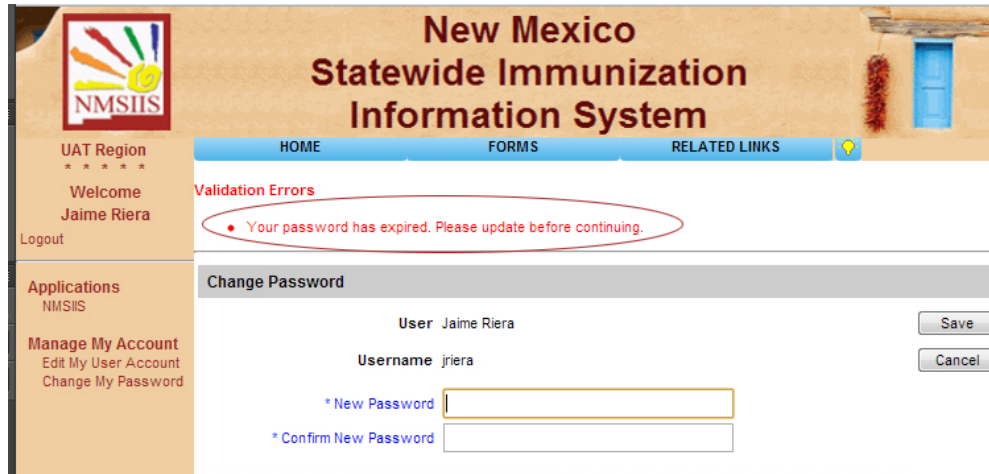 New Mexico
Statewide Immunization
Information System
NMSIIS
UAT Region
* * * * *
Welcome
Jaime Riera
Logout
HOME FORMS RELATED LINKS
Validation Errors
• Your password has expired. Please update before continuing.
Applications
NMSIIS
Manage My Account
Edit My User Account
Change My Password
Change Password
User Jaime Riera
Save
Username jriera
Cancel
* New Password
* Confirm New Password